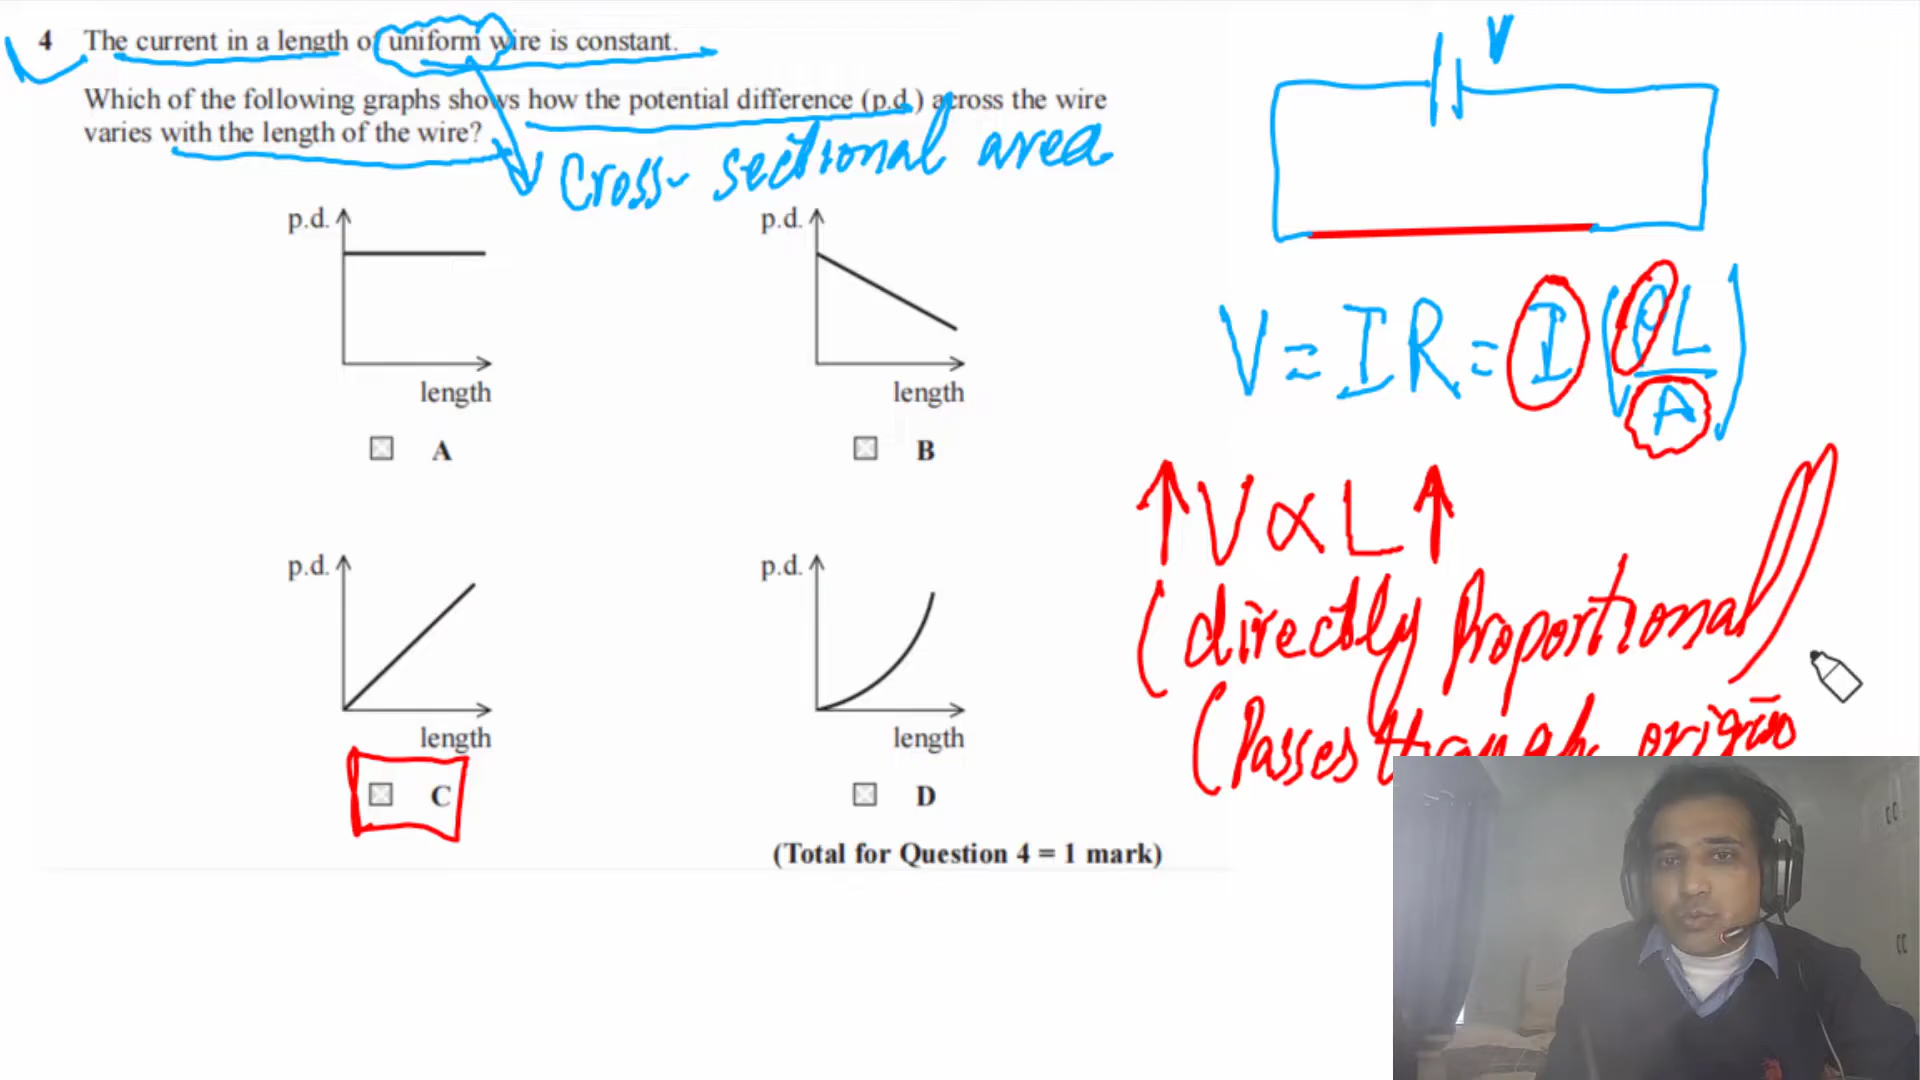 4 The current in a length of uniform wire is constant.
Which of the following graphs shows how the potential difference (p.d.) across the wire
varies with the length of the wire?
Cross-sectional area
V
p.d.
length
A
p.d.
length
B
V = IR = I (ρL/A)
↑V∝L↑
(directly proportional
(Passes through origin
p.d.
length
C
p.d.
length
D
(Total for Question 4 = 1 mark)